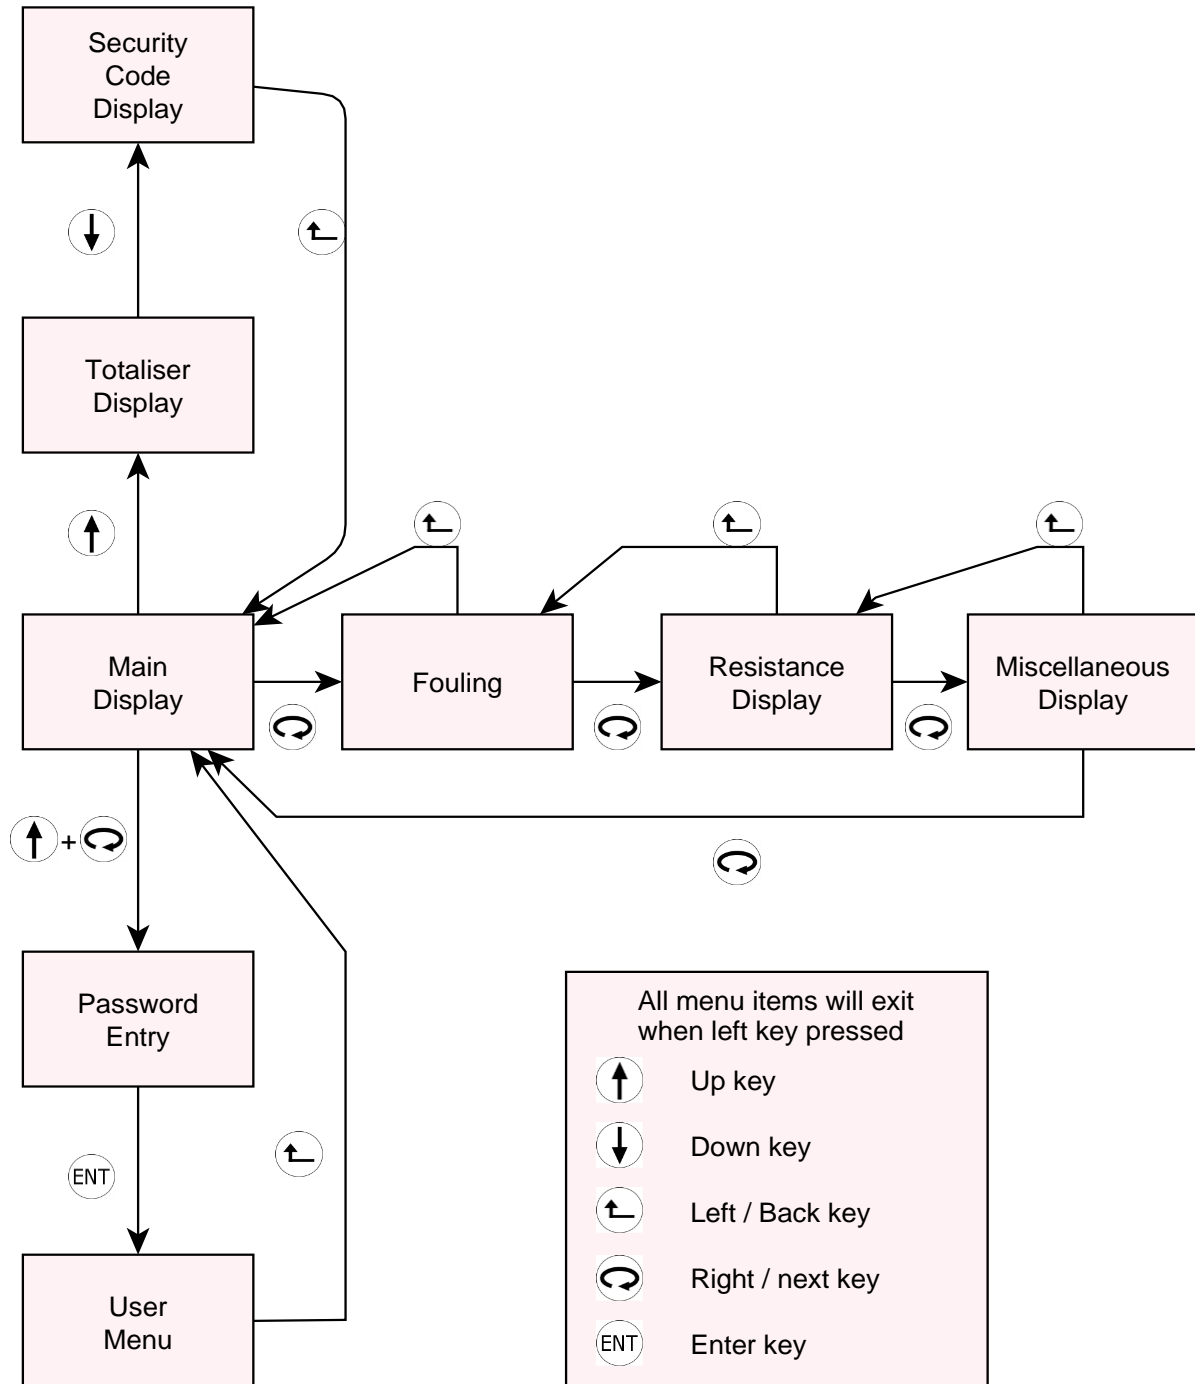 Security
Code
Display
Totaliser
Display
Main
Display
Fouling
Resistance
Display
Miscellaneous
Display
+
Password
Entry
ENT
User
Menu
All menu items will exit
when left key pressed
Up key
Down key
Left / Back key
Right / next key
ENT Enter key